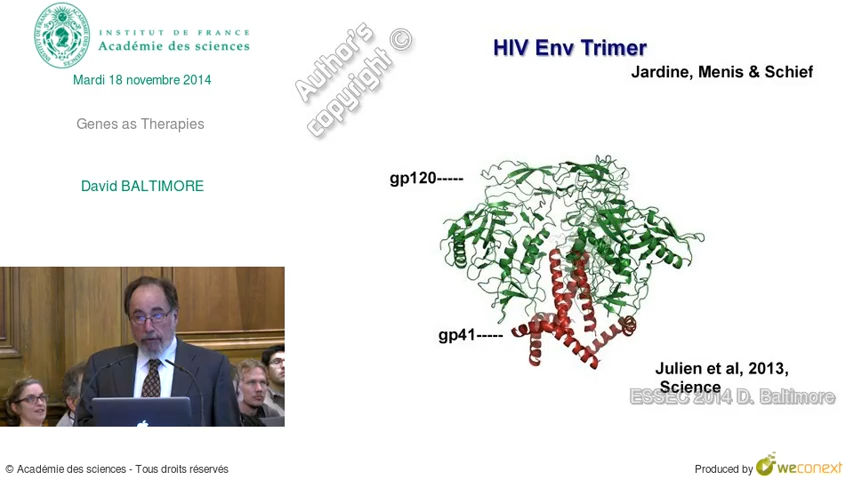 INSTITUT DE FRANCE
Académie des sciences
Mardi 18 novembre 2014
Genes as Therapies
David BALTIMORE
Author's
copyright ©
HIV Env Trimer
Jardine, Menis & Schief
gp120-----
gp41-----
Julien et al, 2013,
Science
ESSEC 2014 D. Baltimore
© Académie des sciences - Tous droits réservés
Produced by weconext